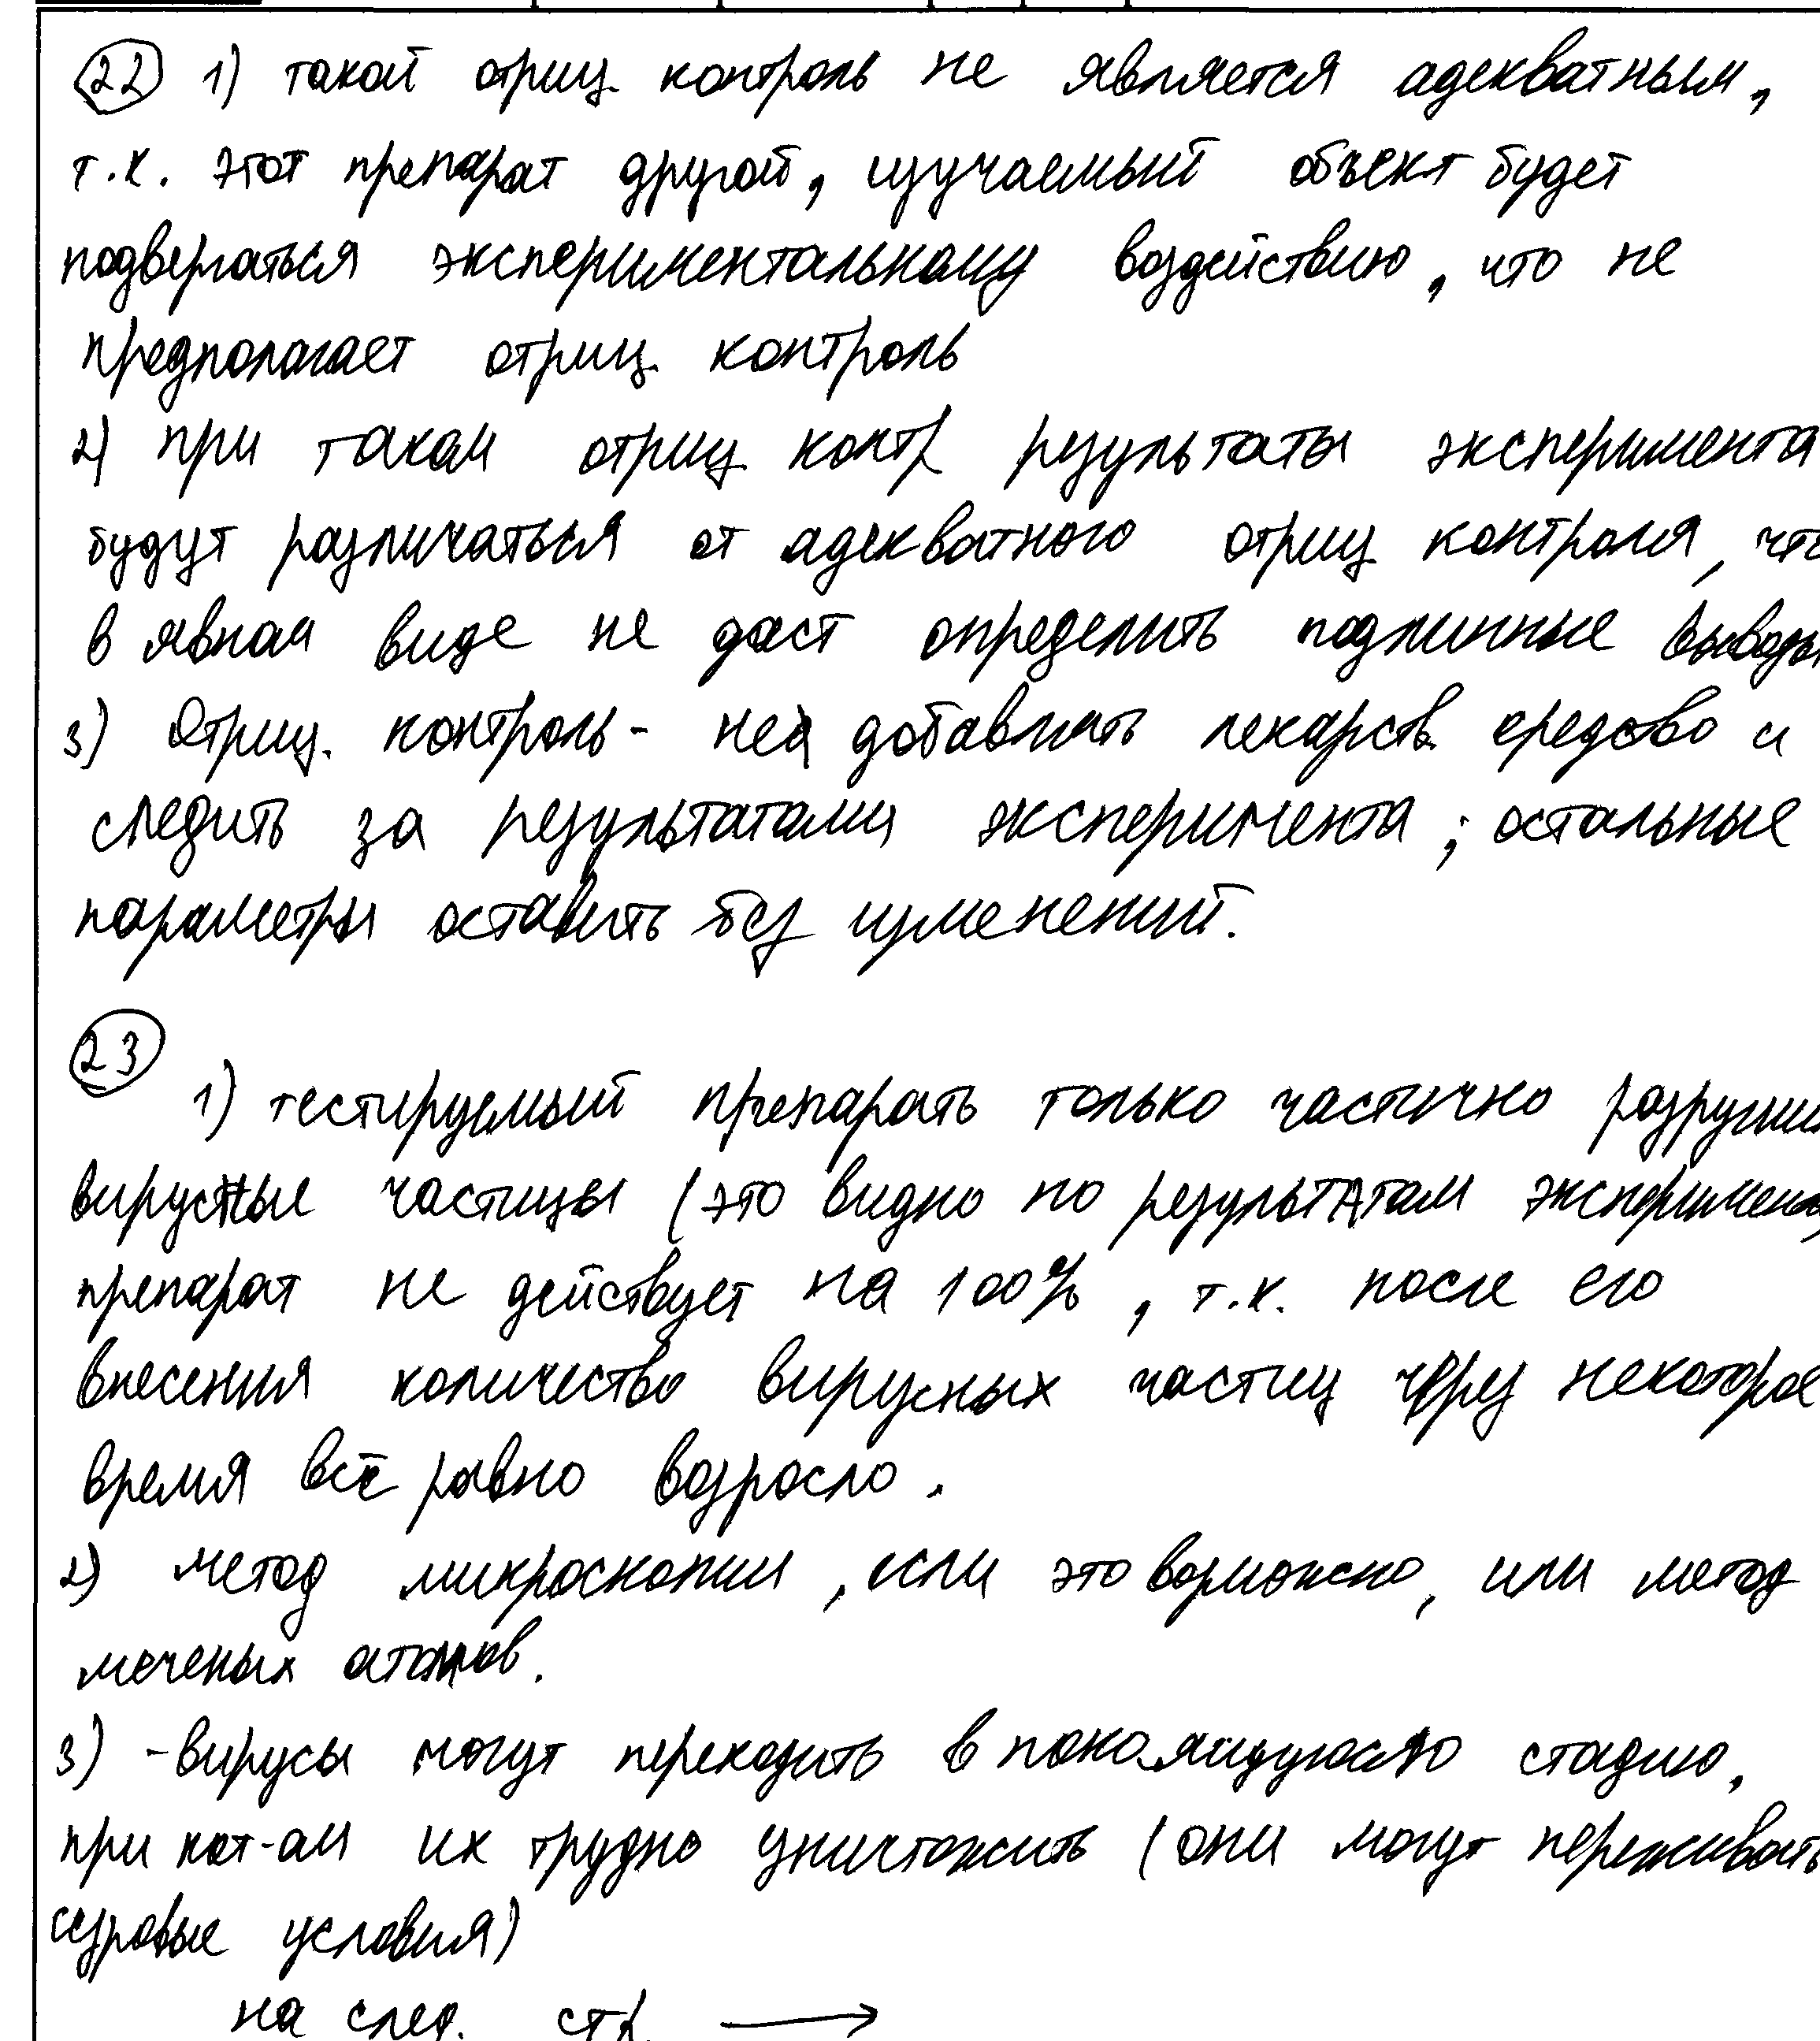 22 1) такой отриц. контроль не является адекватным,
т.к. этот препарат другой, изучаемый объект будет
подвергаться экспериментальному воздействию, что не
предполагает отриц. контроль
2) при таком отриц. контр результаты эксперимента
будут различаться от адекватного отриц контроля, что
в явном виде не даст определить подлинные выводы
3) Отриц. контроль - не добавлять лекарств. средсво и
следить за результатами эксперимента; остальные
параметры оставить без изменений.
23
1) тестируемый препарать только частично разрушил
вирусные частицы (это видно по результатам эксперимента,
препарат не действует на 100%, т.к. после его
внесения количество вирусных частиц через некоторое
время всё равно возросло.
2) метод микроскопии, если это возможно, или метод
меченых атомов.
3) - вирусы могут переходить в стадию,
при кот-ом их трудно уничтожить (они могут переживать
суровые условия)
на след. стр. →